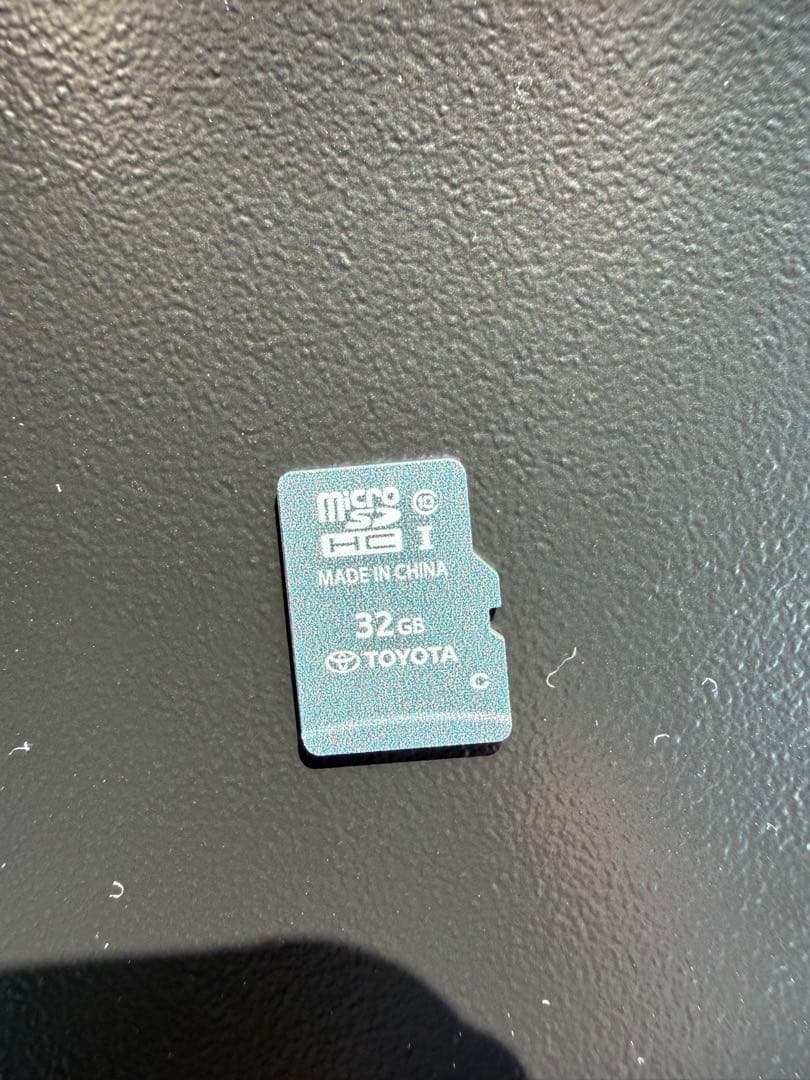 micro
SD
HC I
MADE IN CHINA
32GB
TOYOTA
C